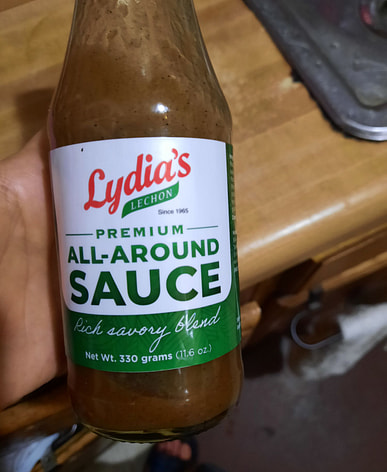 Lydia's
LECHON
Since 1965
PREMIUM
ALL-AROUND
SAUCE
Rich savory blend
Net Wt. 330 grams (11.6 oz.)